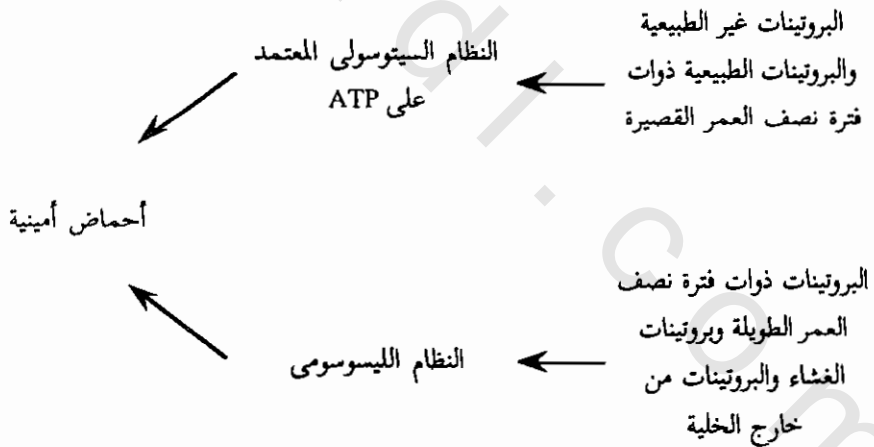 البروتينات غير الطبيعية
والبروتينات الطبيعية ذوات
فترة نصف العمر القصيرة
النظام السيتوسولى المعتمد
على ATP
أحماض أمينية
البروتينات ذوات فترة نصف
العمر الطويلة وبروتينات
الغشاء والبروتينات من
خارج الخلية
النظام الليسوسومى
d l . c o m